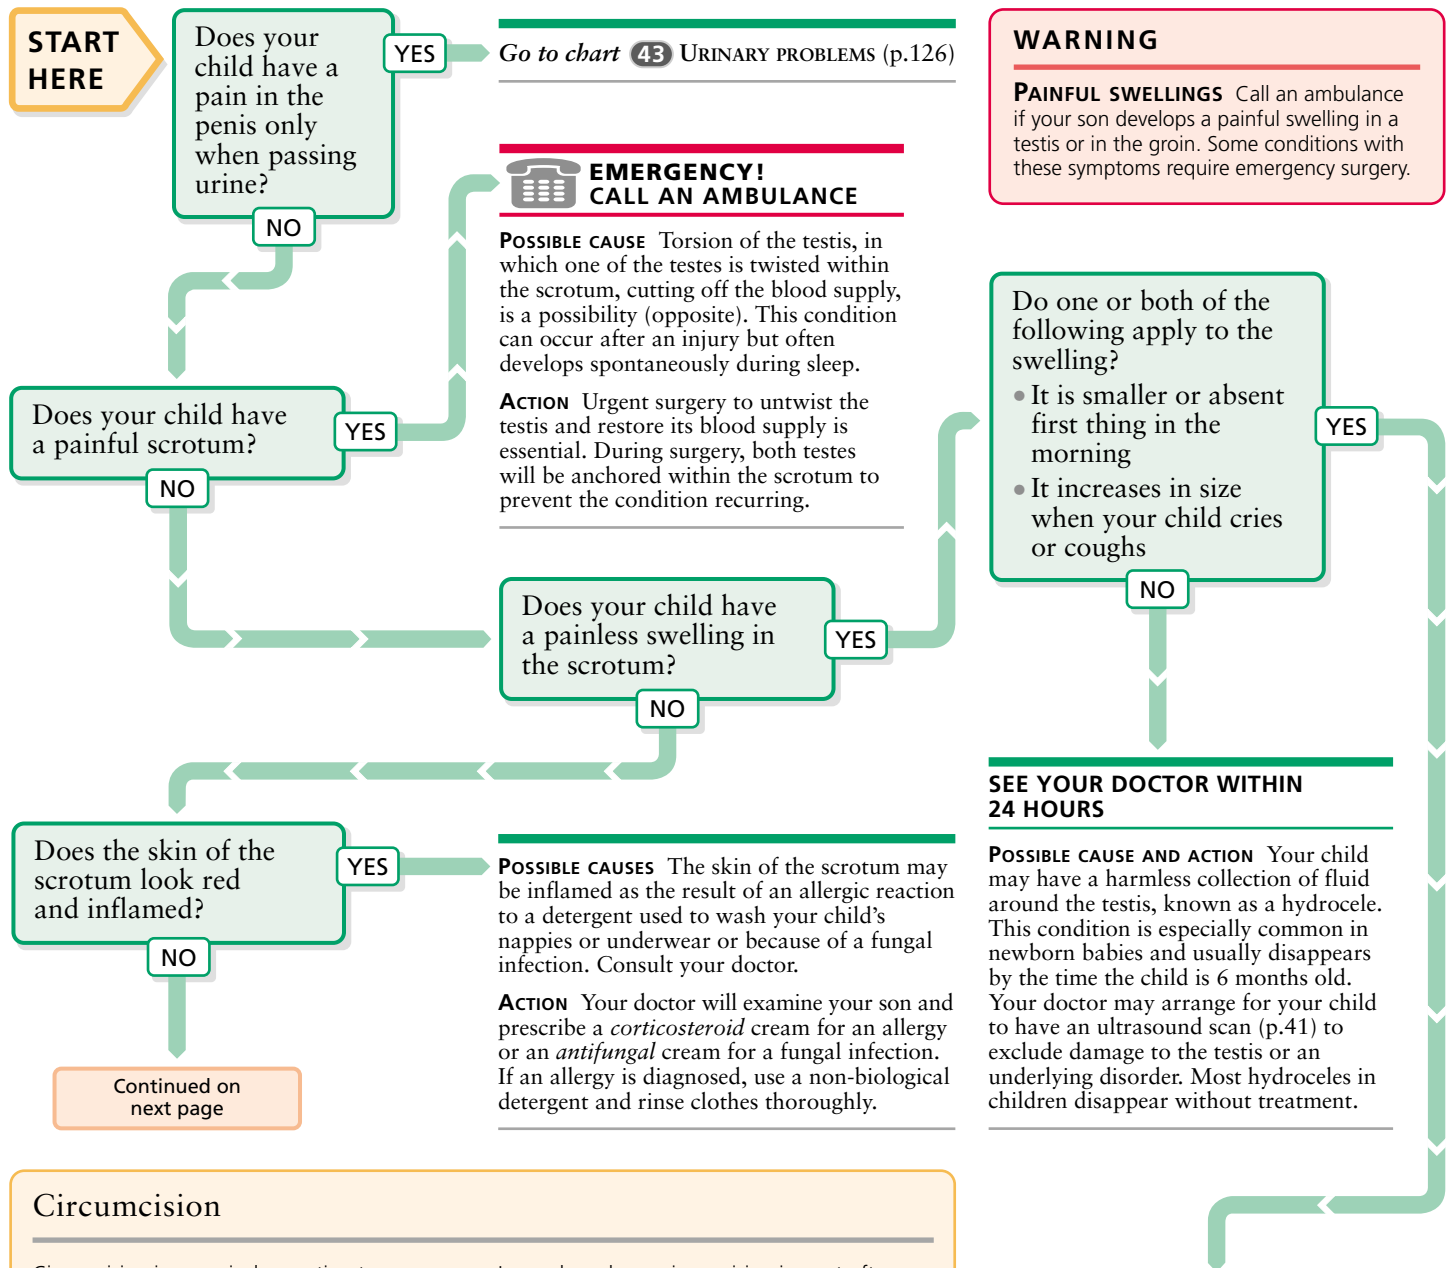 START
HERE
Does your
child have a
pain in the
penis only
when passing
urine?
YES
Go to chart 43 URINARY PROBLEMS (p.126)
NO
WARNING
PAINFUL SWELLINGS Call an ambulance
if your son develops a painful swelling in a
testis or in the groin. Some conditions with
these symptoms require emergency surgery.
Does your child have
a painful scrotum?
YES
NO
EMERGENCY!
CALL AN AMBULANCE
POSSIBLE CAUSE Torsion of the testis, in
which one of the testes is twisted within
the scrotum, cutting off the blood supply,
is a possibility (opposite). This condition
can occur after an injury but often
develops spontaneously during sleep.
ACTION Urgent surgery to untwist the
testis and restore its blood supply is
essential. During surgery, both testes
will be anchored within the scrotum to
prevent the condition recurring.
Does your child have
a painless swelling in
the scrotum?
YES
NO
Do one or both of the
following apply to the
swelling?
• It is smaller or absent
first thing in the
morning
• It increases in size
when your child cries
or coughs
YES
NO
SEE YOUR DOCTOR WITHIN
24 HOURS
POSSIBLE CAUSE AND ACTION Your child
may have a harmless collection of fluid
around the testis, known as a hydrocele.
This condition is especially common in
newborn babies and usually disappears
by the time the child is 6 months old.
Your doctor may arrange for your child
to have an ultrasound scan (p.41) to
exclude damage to the testis or an
underlying disorder. Most hydroceles in
children disappear without treatment.
Does the skin of the
scrotum look red
and inflamed?
YES
NO
POSSIBLE CAUSES The skin of the scrotum may
be inflamed as the result of an allergic reaction
to a detergent used to wash your child's
nappies or underwear or because of a fungal
infection. Consult your doctor.
ACTION Your doctor will examine your son and
prescribe a corticosteroid cream for an allergy
or an antifungal cream for a fungal infection.
If an allergy is diagnosed, use a non-biological
detergent and rinse clothes thoroughly.
Continued on
next page
Circumcision